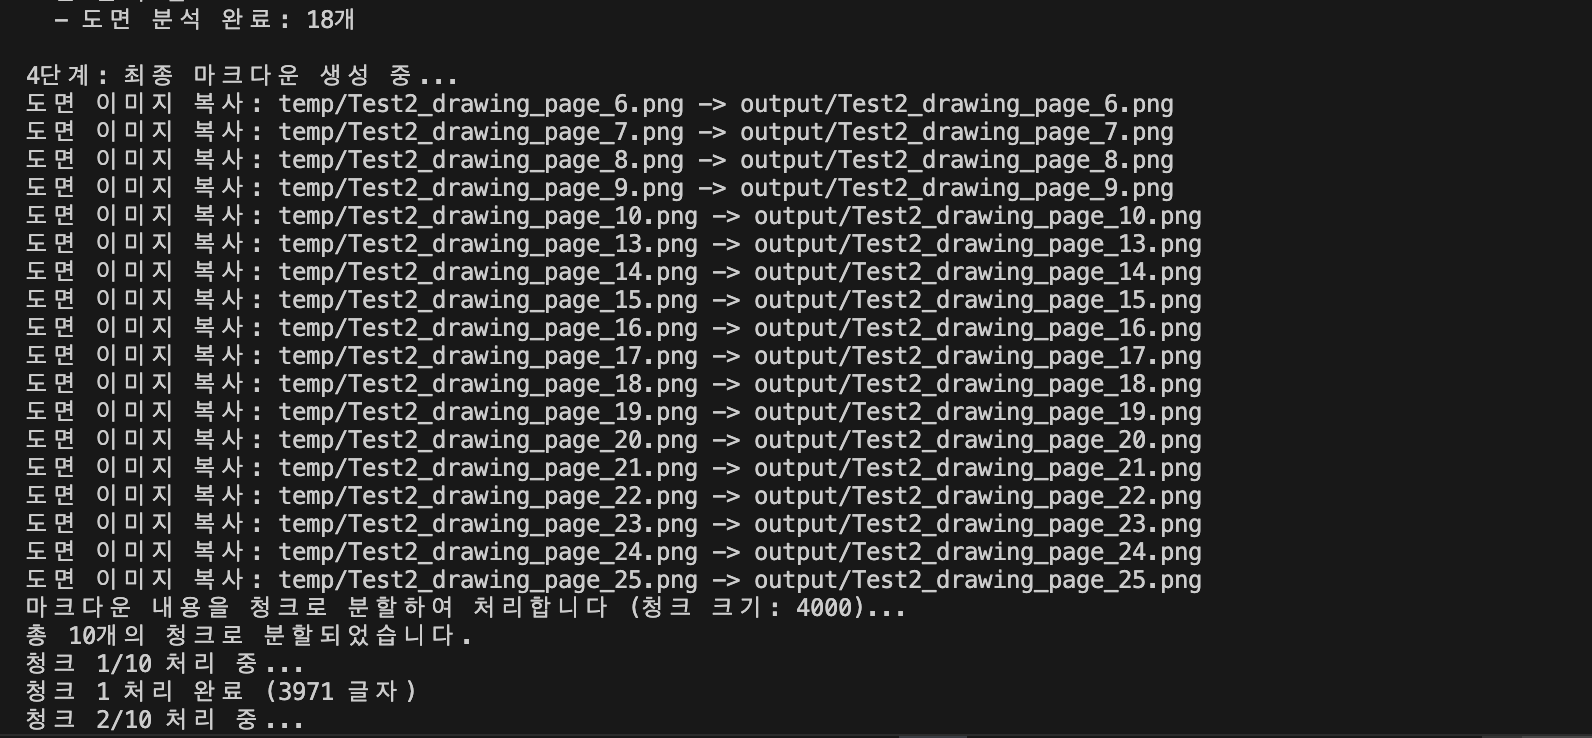 - 도면 분석 완료: 18개
4단계: 최종 마크다운 생성 중...
도면 이미지 복사: temp/Test2_drawing_page_6.png -> output/Test2_drawing_page_6.png
도면 이미지 복사: temp/Test2_drawing_page_7.png -> output/Test2_drawing_page_7.png
도면 이미지 복사: temp/Test2_drawing_page_8.png -> output/Test2_drawing_page_8.png
도면 이미지 복사: temp/Test2_drawing_page_9.png -> output/Test2_drawing_page_9.png
도면 이미지 복사: temp/Test2_drawing_page_10.png -> output/Test2_drawing_page_10.png
도면 이미지 복사: temp/Test2_drawing_page_13.png -> output/Test2_drawing_page_13.png
도면 이미지 복사: temp/Test2_drawing_page_14.png -> output/Test2_drawing_page_14.png
도면 이미지 복사: temp/Test2_drawing_page_15.png -> output/Test2_drawing_page_15.png
도면 이미지 복사: temp/Test2_drawing_page_16.png -> output/Test2_drawing_page_16.png
도면 이미지 복사: temp/Test2_drawing_page_17.png -> output/Test2_drawing_page_17.png
도면 이미지 복사: temp/Test2_drawing_page_18.png -> output/Test2_drawing_page_18.png
도면 이미지 복사: temp/Test2_drawing_page_19.png -> output/Test2_drawing_page_19.png
도면 이미지 복사: temp/Test2_drawing_page_20.png -> output/Test2_drawing_page_20.png
도면 이미지 복사: temp/Test2_drawing_page_21.png -> output/Test2_drawing_page_21.png
도면 이미지 복사: temp/Test2_drawing_page_22.png -> output/Test2_drawing_page_22.png
도면 이미지 복사: temp/Test2_drawing_page_23.png -> output/Test2_drawing_page_23.png
도면 이미지 복사: temp/Test2_drawing_page_24.png -> output/Test2_drawing_page_24.png
도면 이미지 복사: temp/Test2_drawing_page_25.png -> output/Test2_drawing_page_25.png
마크다운 내용을 청크로 분할하여 처리합니다 (청크 크기: 4000)...
총 10개의 청크로 분할되었습니다.
청크 1/10 처리 중...
청크 1 처리 완료 (3971 글자)
청크 2/10 처리 중...